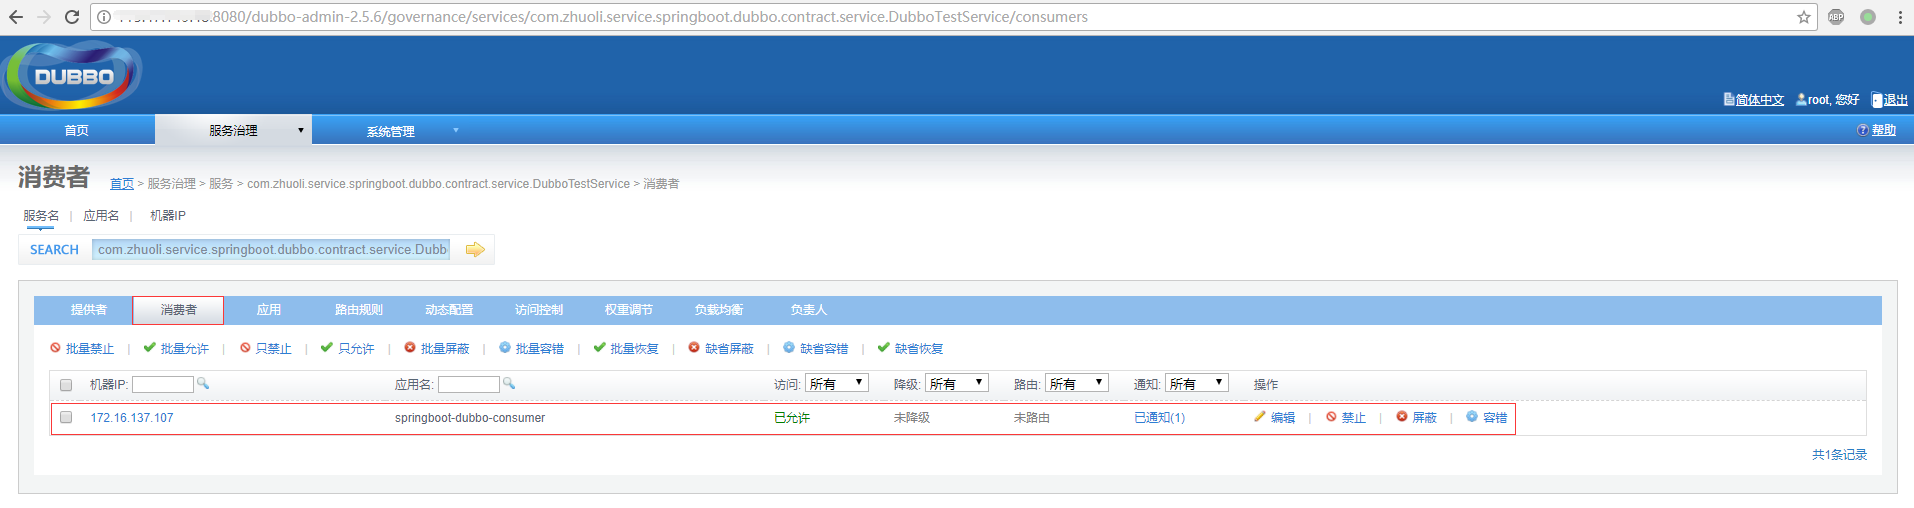 :8080/dubbo-admin-2.5.6/governance/services/com.zhuoli.service.springboot.dubbo.contract.service.DubboTestService/consumers
ABP
DUBBO
简体中文 root, 您好 退出
首页 服务治理 系统管理 帮助
消费者 首页 > 服务治理 > 服务 > com.zhuoli.service.springboot.dubbo.contract.service.DubboTestService > 消费者
服务名 | 应用名 | 机器IP
SEARCH com.zhuoli.service.springboot.dubbo.contract.service.Dubb
提供者 消费者 应用 路由规则 动态配置 访问控制 权重调节 负载均衡 负责人
批量禁止 | 批量允许 | 只禁止 | 只允许 | 批量屏蔽 | 批量容错 | 批量恢复 | 缺省屏蔽 | 缺省容错 | 缺省恢复
机器IP: 应用名: 访问: 所有 降级: 所有 路由: 所有 通知: 所有 操作
172.16.137.107 springboot-dubbo-consumer 已允许 未降级 未路由 已通知(1) 编辑 | 禁止 | 屏蔽 | 容错
共1条记录